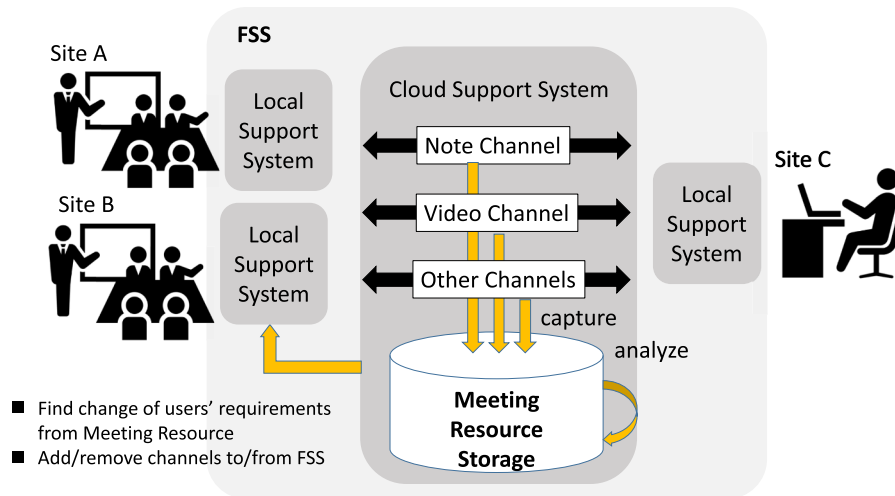 FSS
Site A
Local
Support
System
Cloud Support System
Note Channel
Site C
Site B
Local
Support
System
Video Channel
Local
Support
System
Other Channels
capture
analyze
Meeting
Resource
Storage
■ Find change of users' requirements
from Meeting Resource
■ Add/remove channels to/from FSS